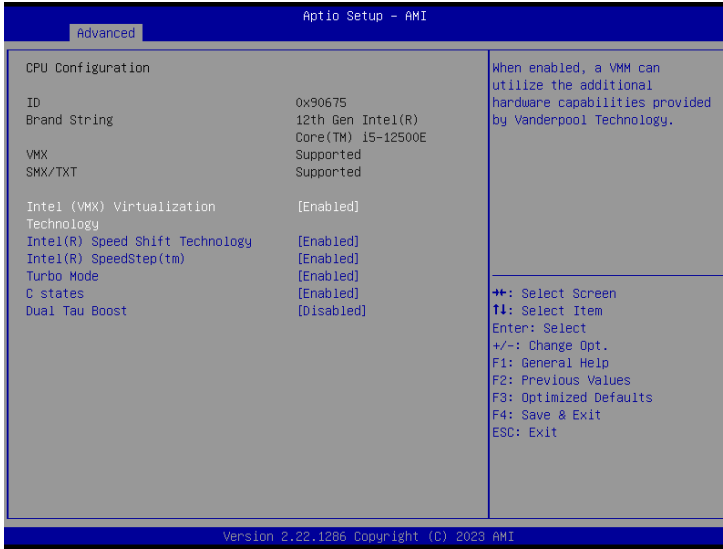 Aptio Setup - AMI
Advanced
CPU Configuration
ID 0x90675
Brand String 12th Gen Intel(R)
Core(TM) i5-12500E
VMX Supported
SMX/TXT Supported
Intel (VMX) Virtualization [Enabled]
Technology
Intel(R) Speed Shift Technology [Enabled]
Intel(R) SpeedStep(tm) [Enabled]
Turbo Mode [Enabled]
C states [Enabled]
Dual Tau Boost [Disabled]
When enabled, a VMM can
utilize the additional
hardware capabilities provided
by Vanderpool Technology.
→←: Select Screen
↑↓: Select Item
Enter: Select
+/-: Change Opt.
F1: General Help
F2: Previous Values
F3: Optimized Defaults
F4: Save & Exit
ESC: Exit
Version 2.22.1286 Copyright (C) 2023 AMI